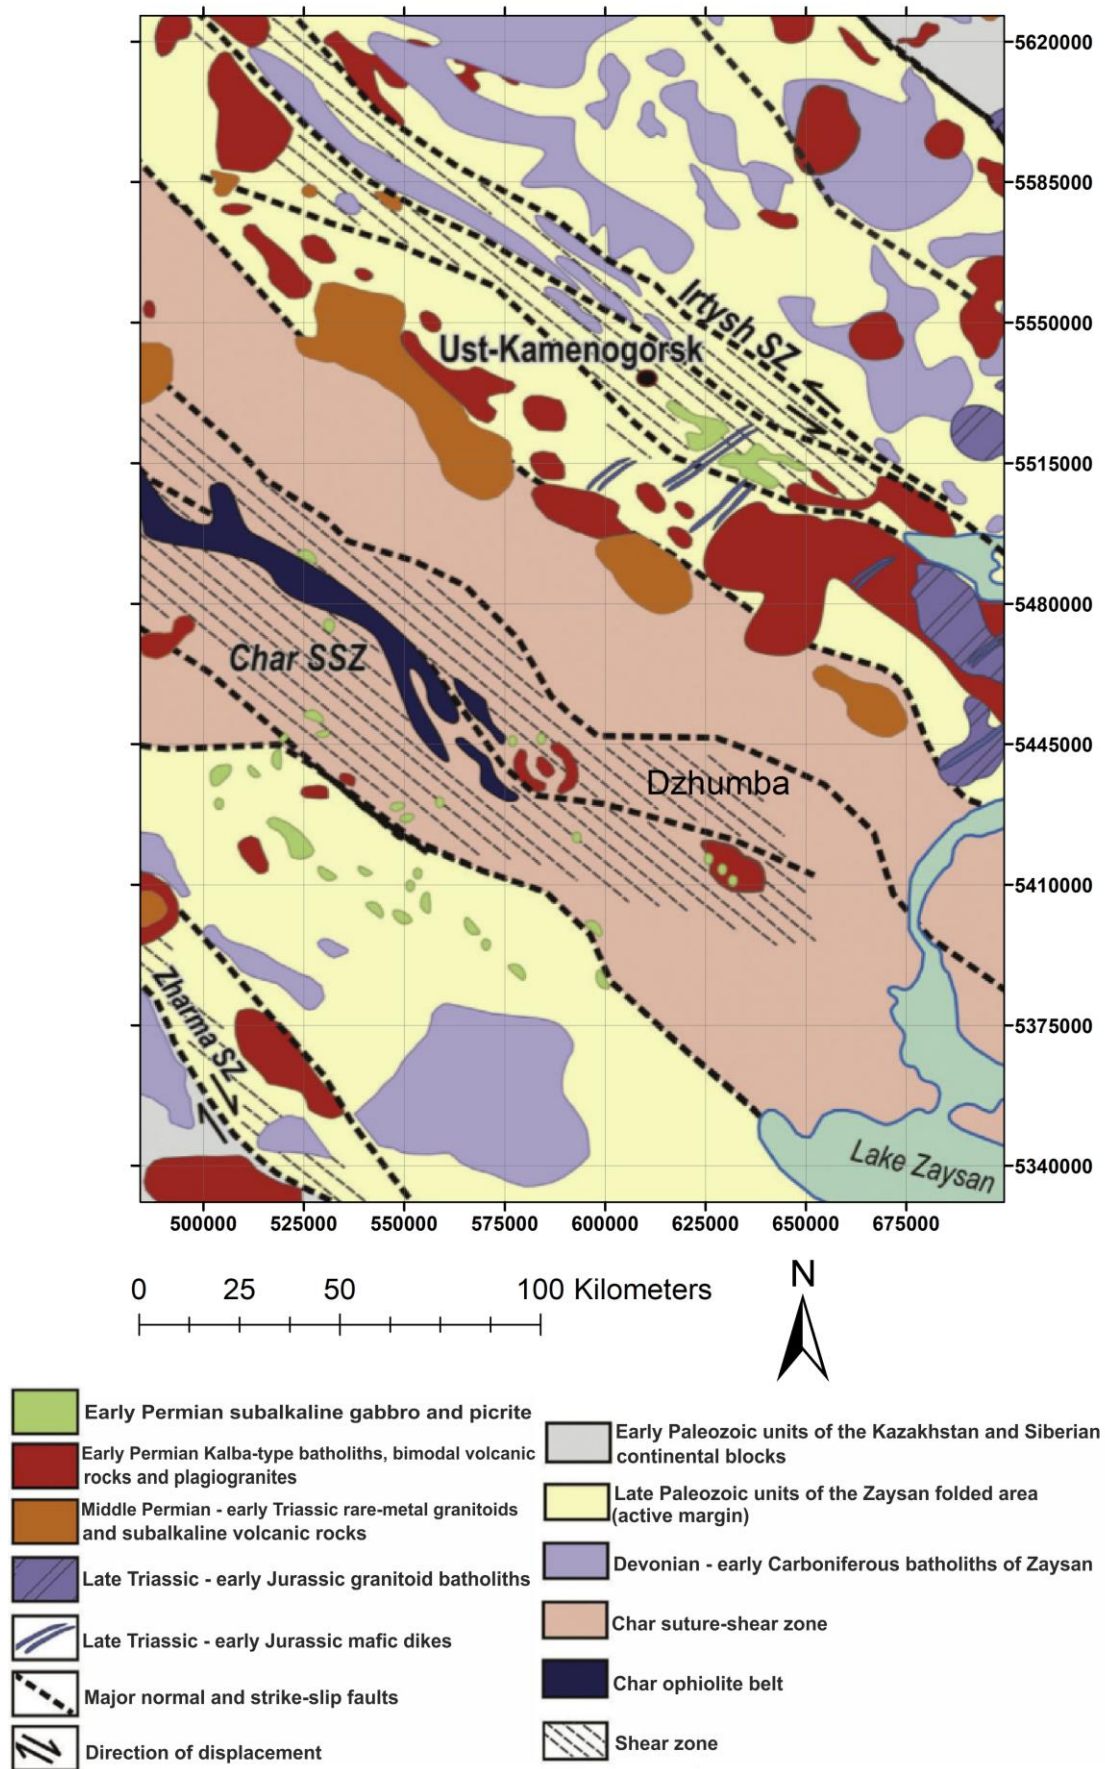 5620000
5585000
Irtysh SZ
5550000
Ust-Kamenogorsk
5515000
5480000
Char SSZ
5445000
Dzhumba
5410000
Zharma SZ
5375000
Lake Zaysan
5340000
500000 525000 550000 575000 600000 625000 650000 675000
0 25 50 100 Kilometers
N
Early Permian subalkaline gabbro and picrite
Early Permian Kalba-type batholiths, bimodal volcanic
rocks and plagiogranites
Middle Permian - early Triassic rare-metal granitoids
and subalkaline volcanic rocks
Late Triassic - early Jurassic granitoid batholiths
Late Triassic - early Jurassic mafic dikes
Major normal and strike-slip faults
Direction of displacement
Early Paleozoic units of the Kazakhstan and Siberian
continental blocks
Late Paleozoic units of the Zaysan folded area
(active margin)
Devonian - early Carboniferous batholiths of Zaysan
Char suture-shear zone
Char ophiolite belt
Shear zone